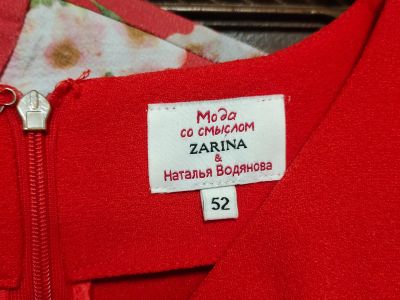 Мода
со смыслом
ZARINA
&
Наталья Водянова
52